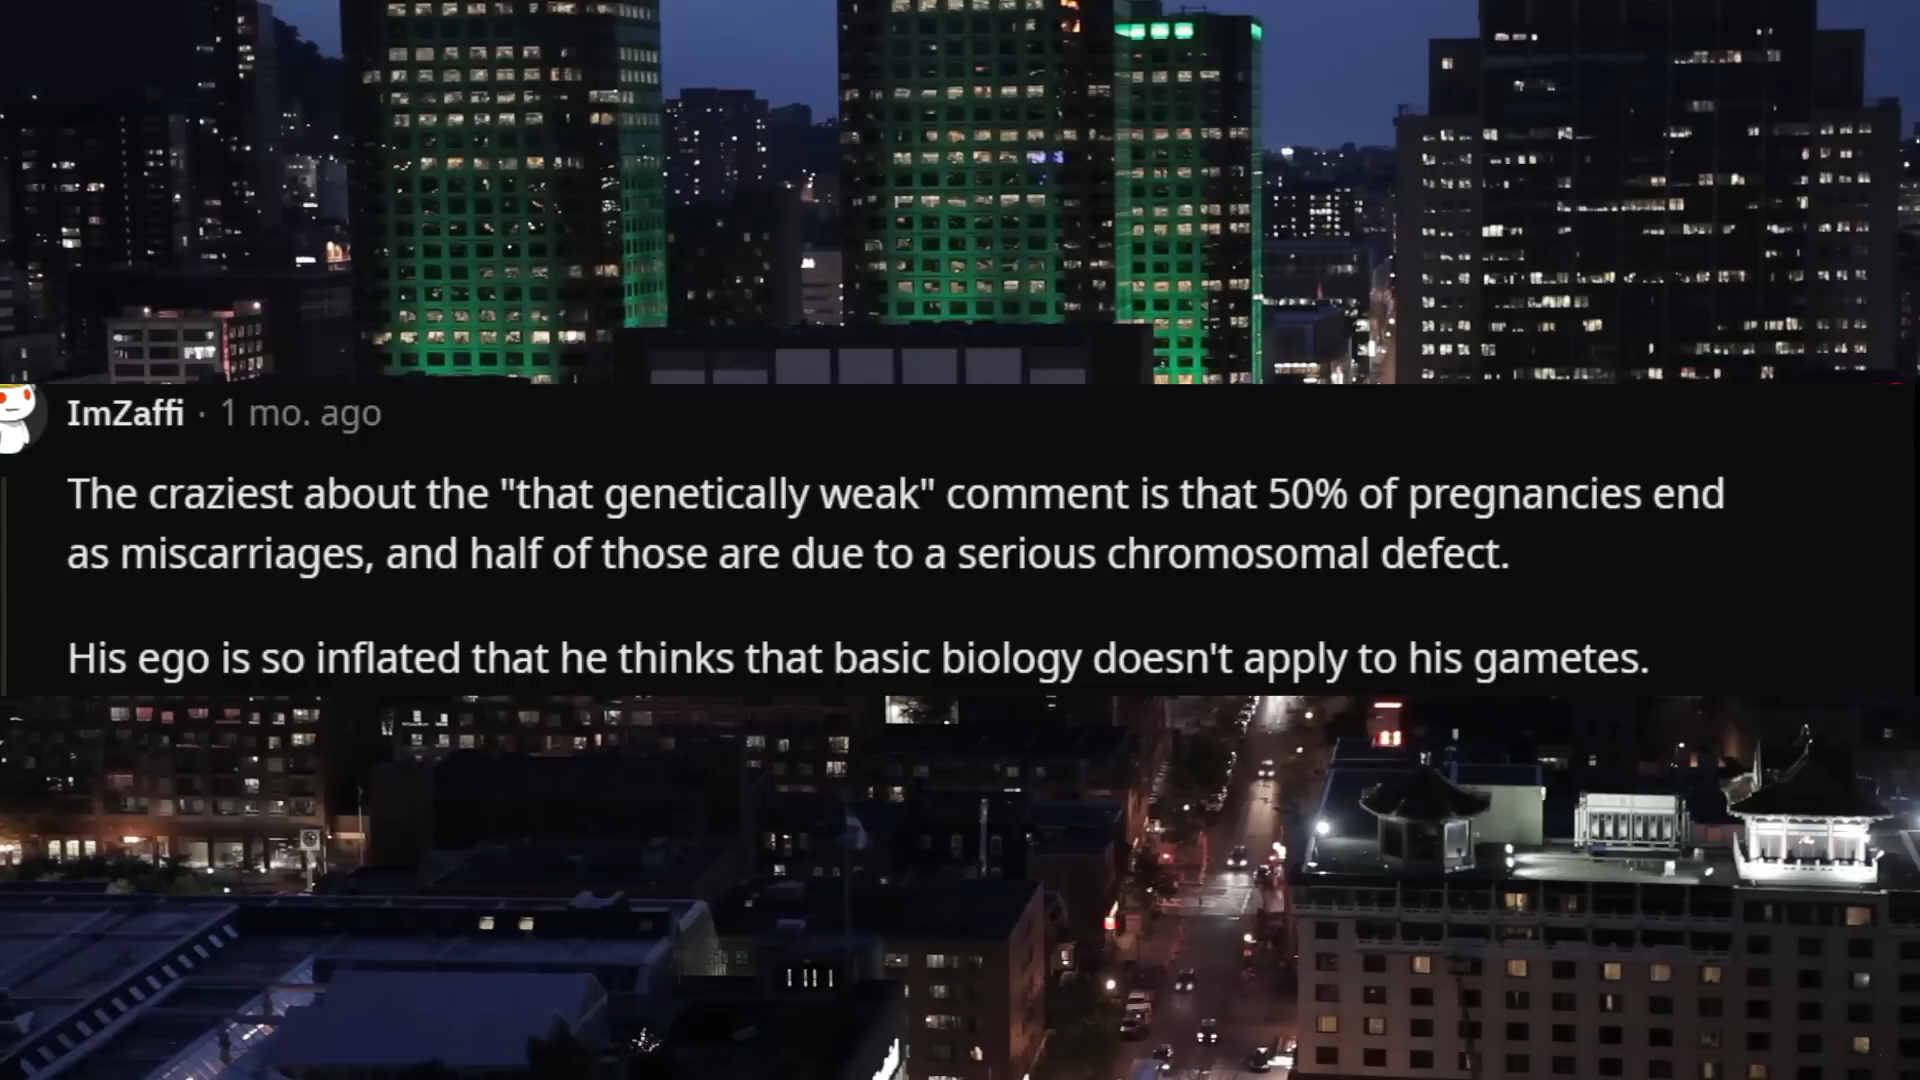 ImZaffi · 1 mo. ago
The craziest about the "that genetically weak" comment is that 50% of pregnancies end
as miscarriages, and half of those are due to a serious chromosomal defect.
His ego is so inflated that he thinks that basic biology doesn't apply to his gametes.